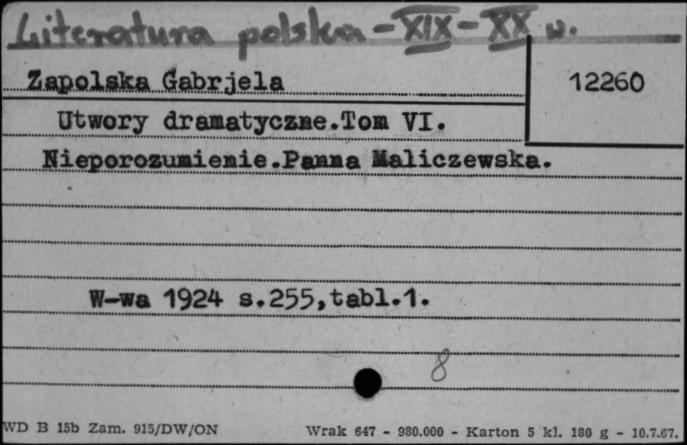 Literatura polska - XIX - XX w.
Zapolska Gabrjela
12260
Utwory dramatyczne.Tom VI.
Nieporozumienie.Panna Maliczewska.
W-wa 1924 s.255,tabl.1.
8
WD B 15b Zam. 915/DW/ON
Wrak 647 - 980.000 - Karton 5 kl. 180 g - 10.7.67.